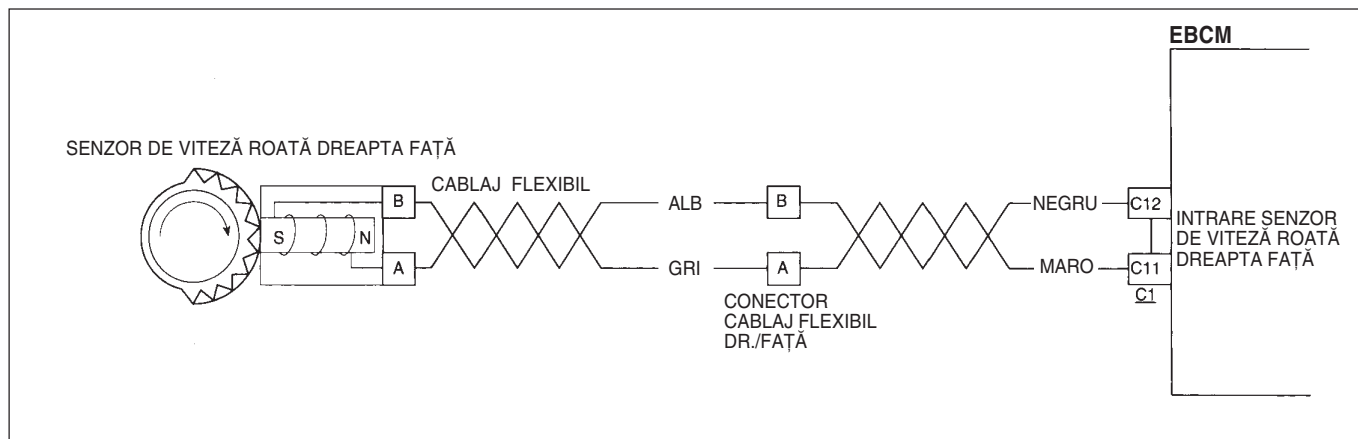 EBCM
SENZOR DE VITEZĂ ROATĂ DREAPTA FAȚĂ
CABLAJ FLEXIBIL
B
ALB
B
NEGRU
C12
S
N
INTRARE SENZOR
DE VITEZĂ ROATĂ
DREAPTA FAȚĂ
A
GRI
A
MARO
C11
C1
CONECTOR
CABLAJ FLEXIBIL
DR./FAȚĂ